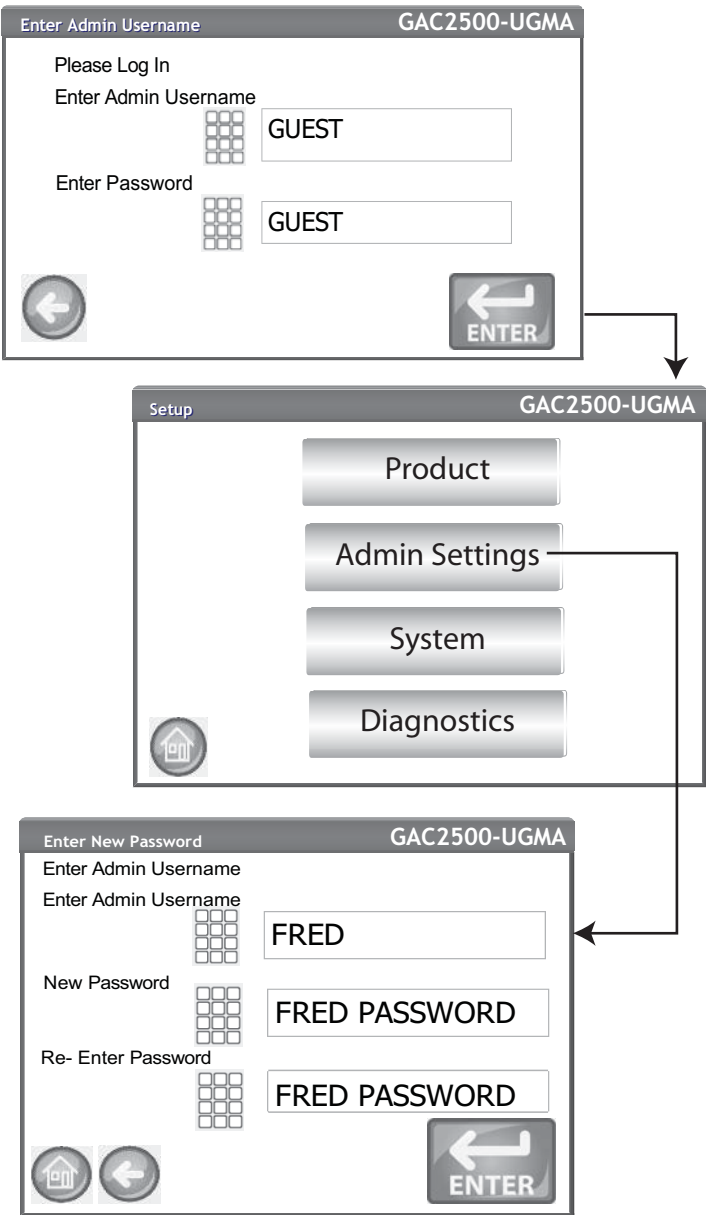 Enter Admin Username GAC2500-UGMA
Please Log In
Enter Admin Username
GUEST
Enter Password
GUEST
ENTER
Setup GAC2500-UGMA
Product
Admin Settings
System
Diagnostics
Enter New Password GAC2500-UGMA
Enter Admin Username
Enter Admin Username
FRED
New Password
FRED PASSWORD
Re- Enter Password
FRED PASSWORD
ENTER